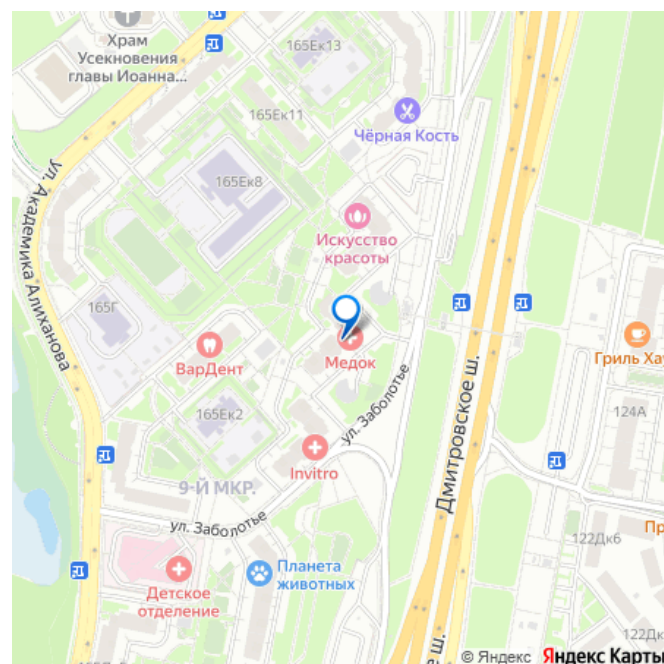 Храм
Усекновения
главы Иоанна...
165Ек13
165Ек11
Чёрная Кость
165Ек8
ул. Академика Алиханова
Искусство
красоты
165Г
ВарДент
Медок
Гриль Ха
124А
165Ек2
ул. Заболотье
Invitro
Дмитровское ш.
9-Й МКР.
ул. Заболотье
122Дк6
Пр
Планета
животных
Детское
отделение
122Дк
е ш.
© Яндекс Яндекс Карты